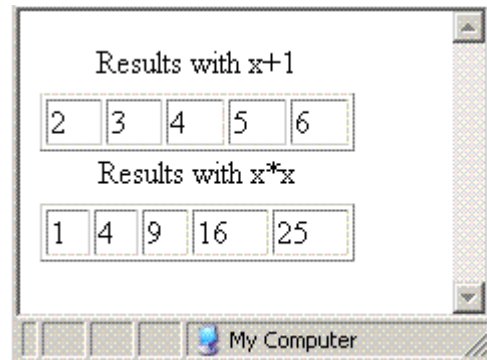 Results with x+1
2 3 4 5 6
Results with x*x
1 4 9 16 25
My Computer